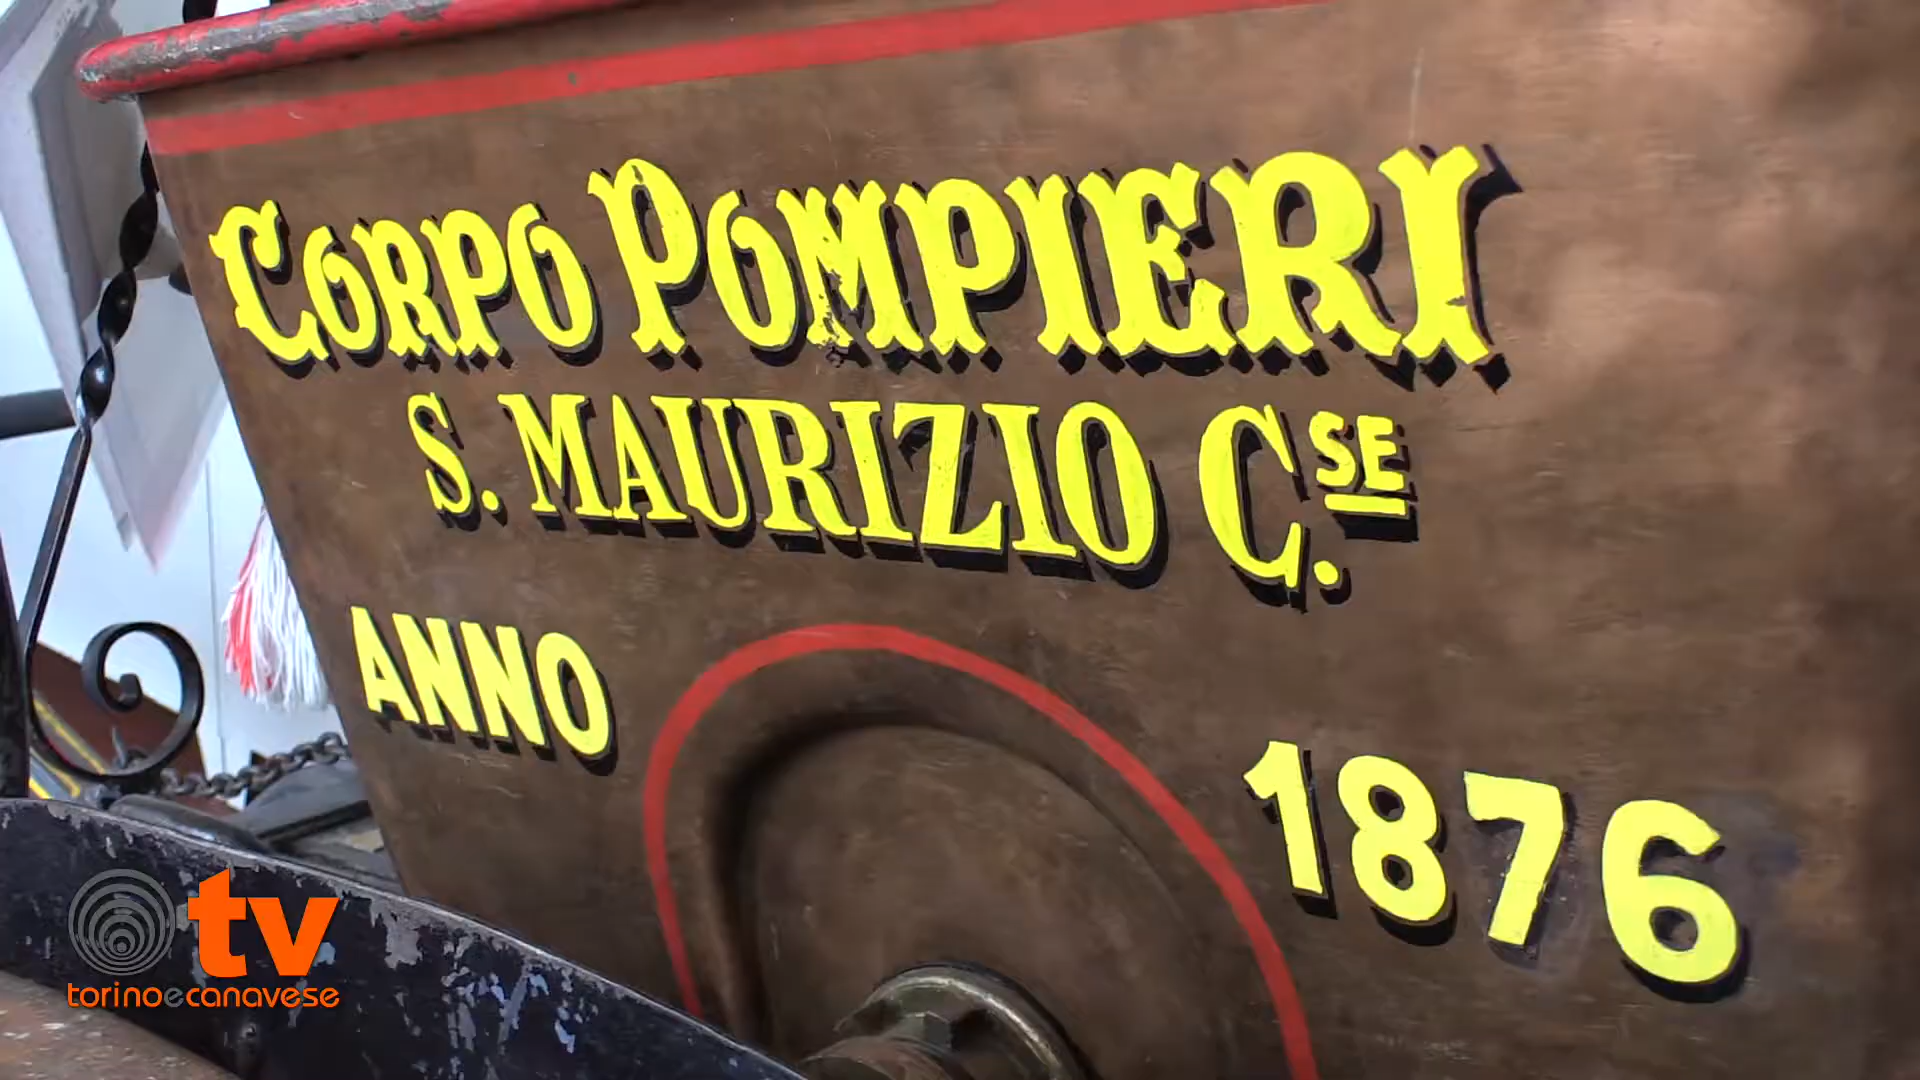 CORPO POMPIERI
S. MAURIZIO C.SE
ANNO
1876
tv
torinoecanavese